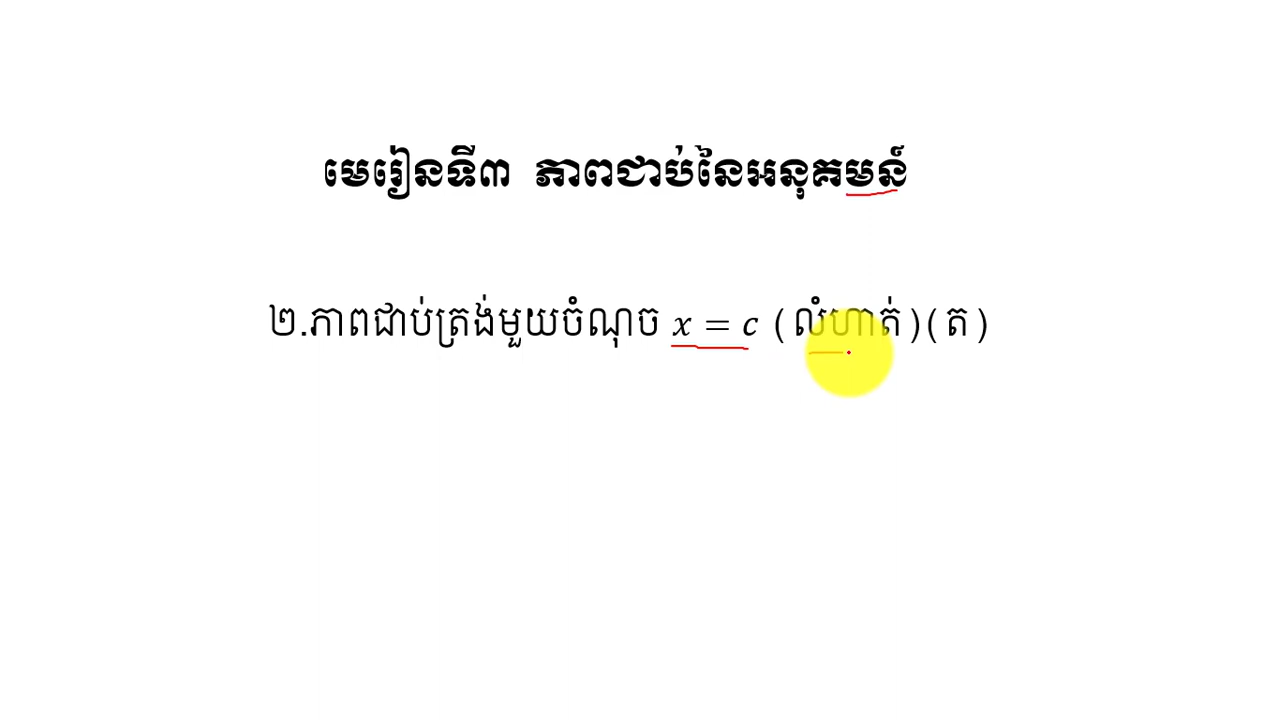 មេរៀនទី៣ ភាពជាប់នៃអនុគមន៍
២.ភាពជាប់ត្រង់មួយចំណុច x = c (លំហាត់)(ត)